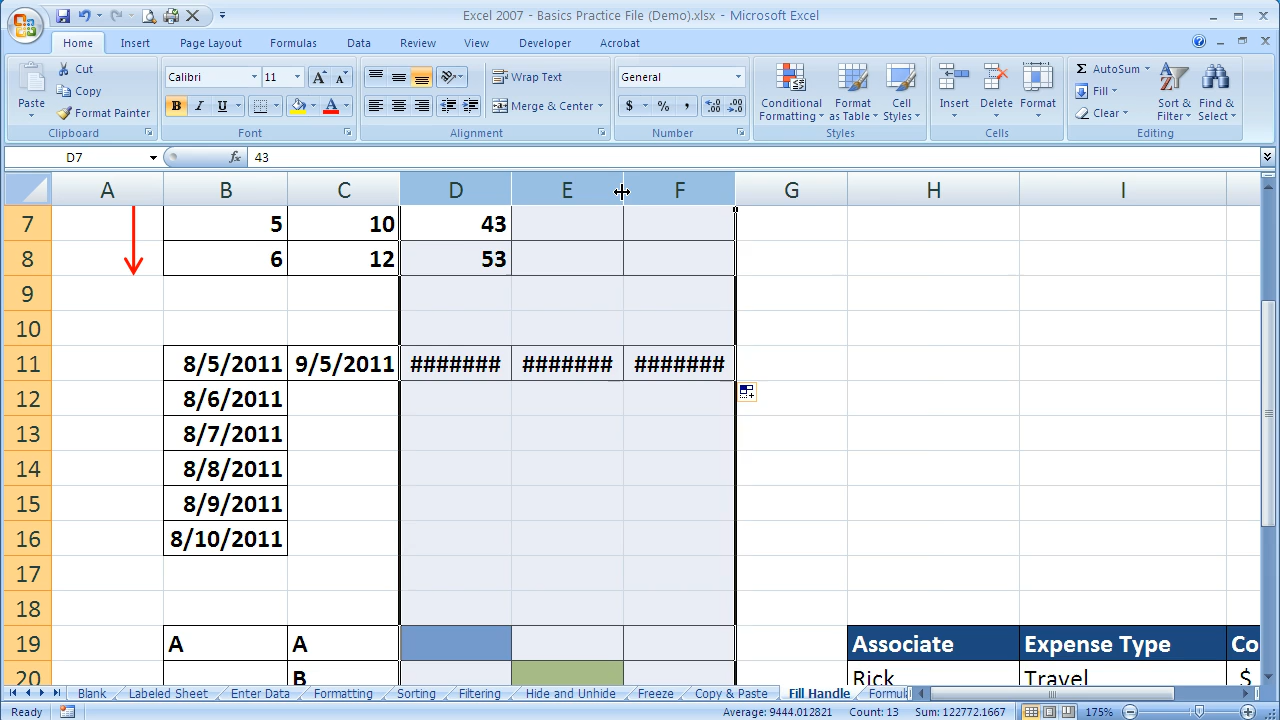 Excel 2007 - Basics Practice File (Demo).xlsx - Microsoft Excel
Home Insert Page Layout Formulas Data Review View Developer Acrobat
Paste
Cut
Copy
Format Painter
Clipboard
Calibri 11 A A
B I U A
Font
Wrap Text
Merge & Center
Alignment
General
$ % , .00 .0
Number
Conditional Formatting
Format as Table
Cell Styles
Styles
Insert Delete Format
Cells
Σ AutoSum
Fill
Clear
Sort & Filter
Find & Select
Editing
D7 fx 43
A B C D E F G H I
7 5 10 43
8 6 12 53
9
10
11 8/5/2011 9/5/2011 ####### ####### #######
12 8/6/2011
13 8/7/2011
14 8/8/2011
15 8/9/2011
16 8/10/2011
17
18
19 A A Associate Expense Type Co
20 B Rick Travel $
Blank Labeled Sheet Enter Data Formatting Sorting Filtering Hide and Unhide Freeze Copy & Paste Fill Handle Formul
Ready Average: 9444.012821 Count: 13 Sum: 122772.1667 175%